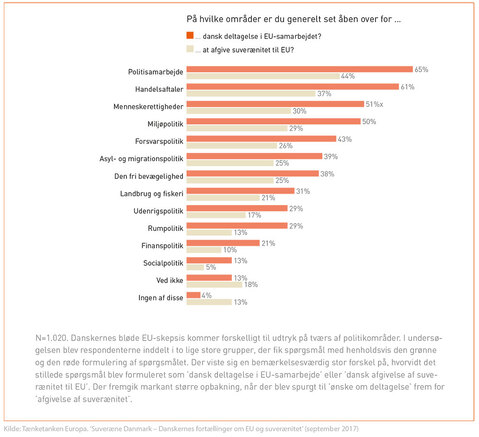 På hvilke områder er du generelt set åben over for ...
... dansk deltagelse i EU-samarbejdet?
... at afgive suverænitet til EU?
Politisamarbejde 65%
44%
Handelsaftaler 61%
37%
Menneskerettigheder 51%x
30%
Miljøpolitik 50%
29%
Forsvarspolitik 43%
26%
Asyl- og migrationspolitik 39%
25%
Den fri bevægelighed 38%
25%
Landbrug og fiskeri 31%
21%
Udenrigspolitik 29%
17%
Rumpolitik 29%
13%
Finanspolitik 21%
10%
Socialpolitik 13%
5%
Ved ikke 13%
18%
Ingen af disse 4%
13%
N=1.020. Danskernes bløde EU-skepsis kommer forskelligt til udtryk på tværs af politikområder. I undersø-
gelsen blev respondenterne inddelt i to lige store grupper, der fik spørgsmål med henholdsvis den grønne
og den røde formulering af spørgsmålet. Der viste sig en bemærkelsesværdig stor forskel på, hvorvidt det
stillede spørgsmål blev formuleret som 'dansk deltagelse i EU-samarbejde' eller 'dansk afgivelse af suve-
rænitet til EU'. Der fremgik markant større opbakning, når der blev spurgt til 'ønske om deltagelse' frem for
'afgivelse af suverænitet'.
Kilde: Tænketanken Europa. 'Suveræne Danmark – Danskernes fortællinger om EU og suverænitet' (september 2017)